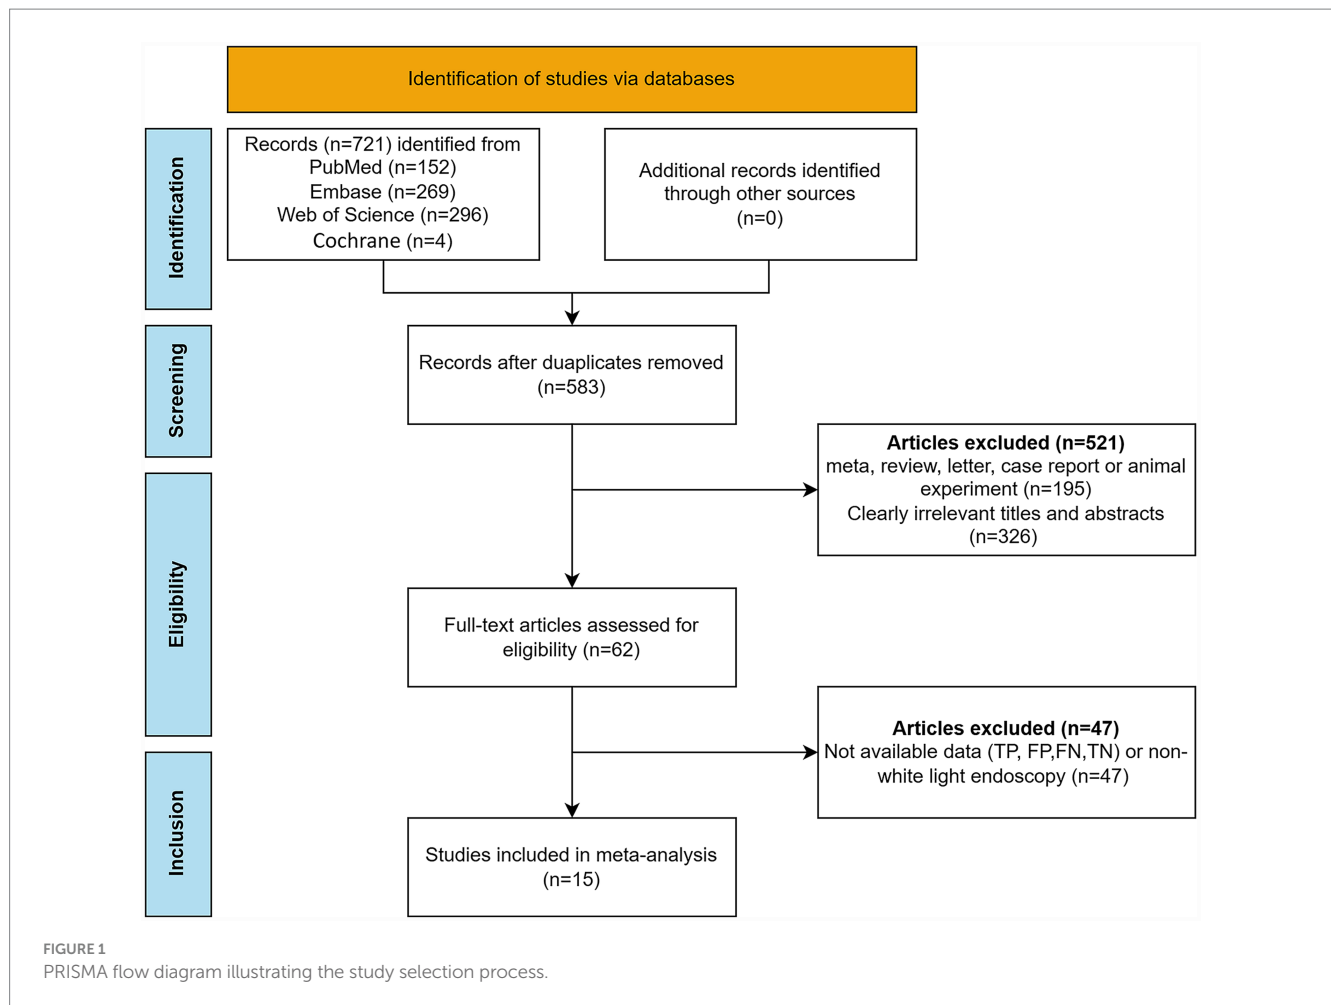 Identification of studies via databases
Identification
Records (n=721) identified from
PubMed (n=152)
Embase (n=269)
Web of Science (n=296)
Cochrane (n=4)
Additional records identified
through other sources
(n=0)
Screening
Records after duaplicates removed
(n=583)
Articles excluded (n=521)
meta, review, letter, case report or animal
experiment (n=195)
Clearly irrelevant titles and abstracts
(n=326)
Eligibility
Full-text articles assessed for
eligibility (n=62)
Articles excluded (n=47)
Not available data (TP, FP,FN,TN) or non-
white light endoscopy (n=47)
Inclusion
Studies included in meta-analysis
(n=15)
FIGURE 1
PRISMA flow diagram illustrating the study selection process.